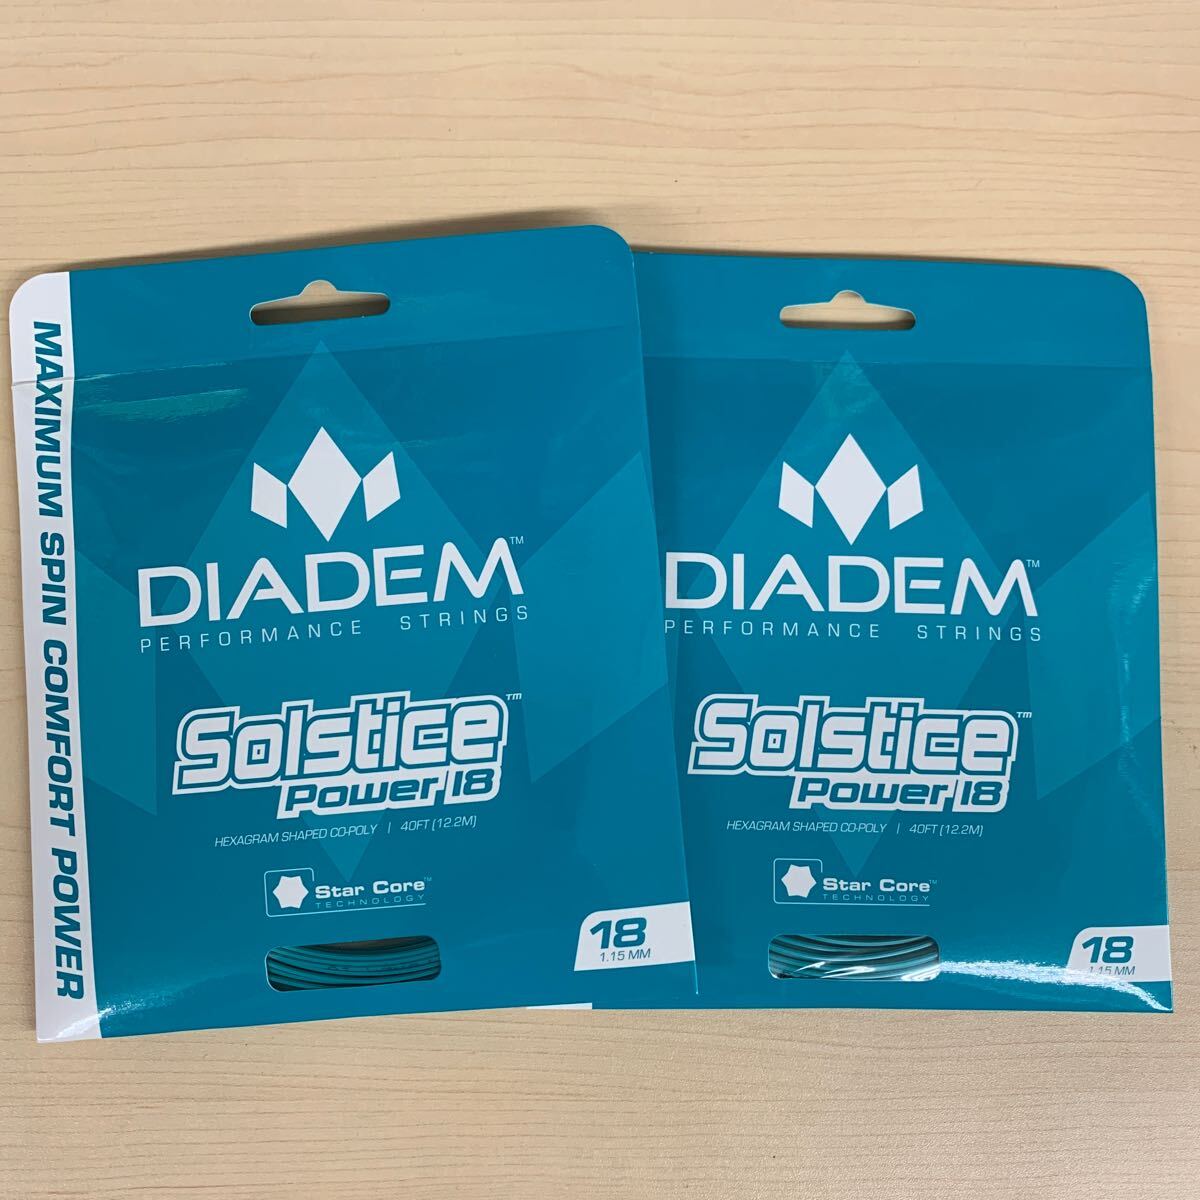 MAXIMUM SPIN COMFORT POWER
DIADEM™
PERFORMANCE STRINGS
Solstice™
Power 18
HEXAGRAM SHAPED CO-POLY | 40FT (12.2M)
Star Core™
TECHNOLOGY
18
1.15 MM
DIADEM™
PERFORMANCE STRINGS
Solstice™
Power 18
HEXAGRAM SHAPED CO-POLY | 40FT (12.2M)
Star Core™
TECHNOLOGY
18
1.15 MM